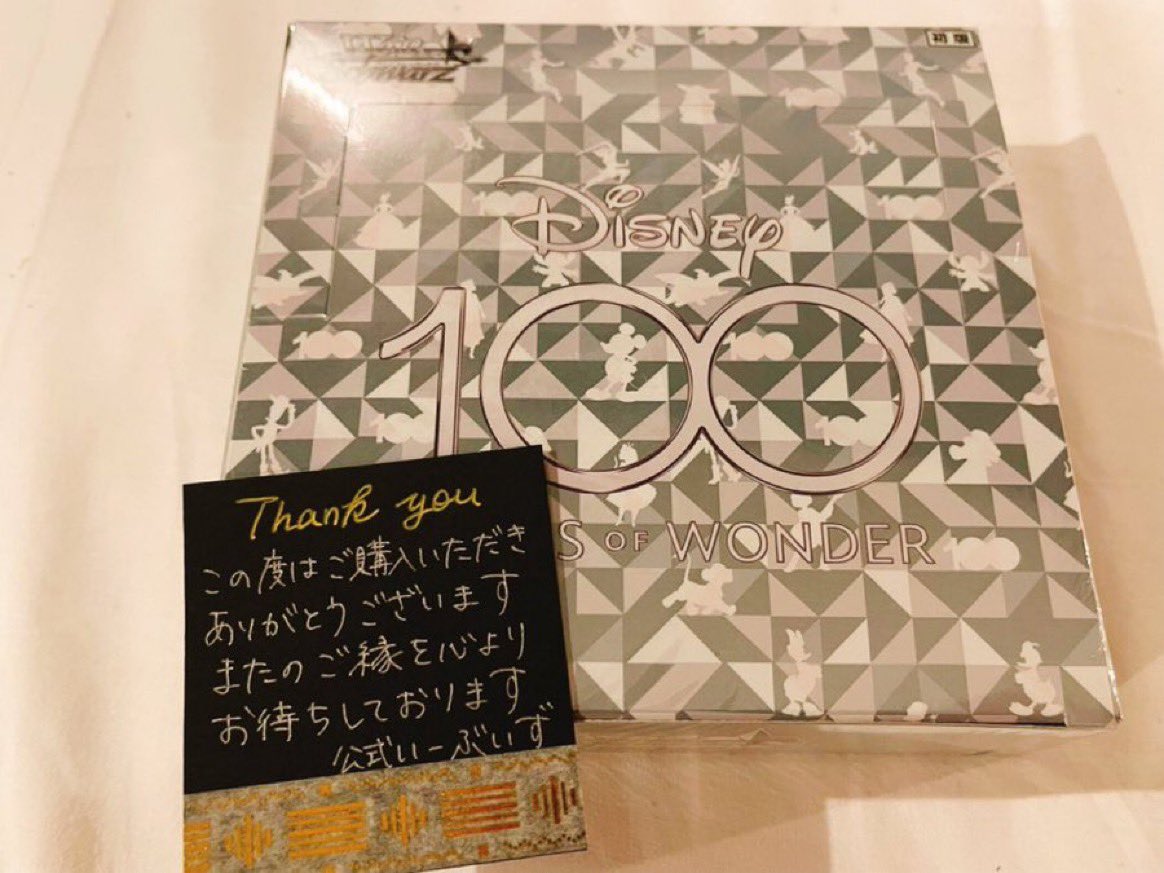 Weiß
Schwarz
初版
Disney
100
S OF WONDER
Thank you
この度はご購入いただき
ありがとうございます
またのご縁を心より
お待ちしております
公式いーぶいず